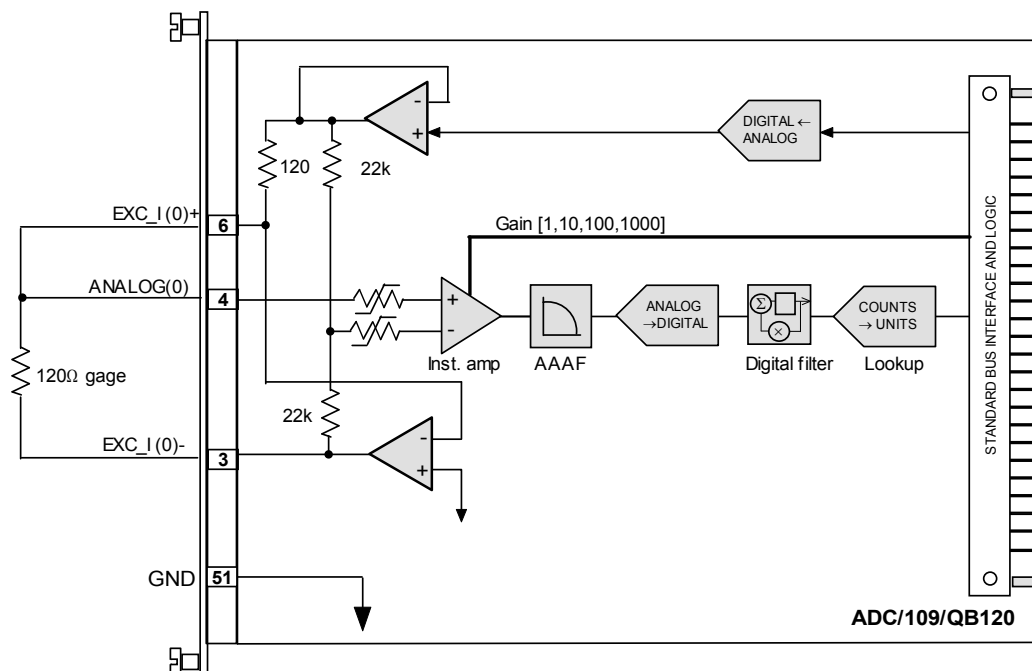 -
+
DIGITAL ←
ANALOG
120
22k
EXC_I(0)+
6
Gain [1,10,100,1000]
ANALOG(0)
4
+
-
ANALOG
→DIGITAL
Σ
×
COUNTS
→ UNITS
Inst. amp
AAAF
Digital filter
Lookup
120Ω gage
22k
EXC_I(0)-
3
-
+
STANDARD BUS INTERFACE AND LOGIC
GND
51
ADC/109/QB120